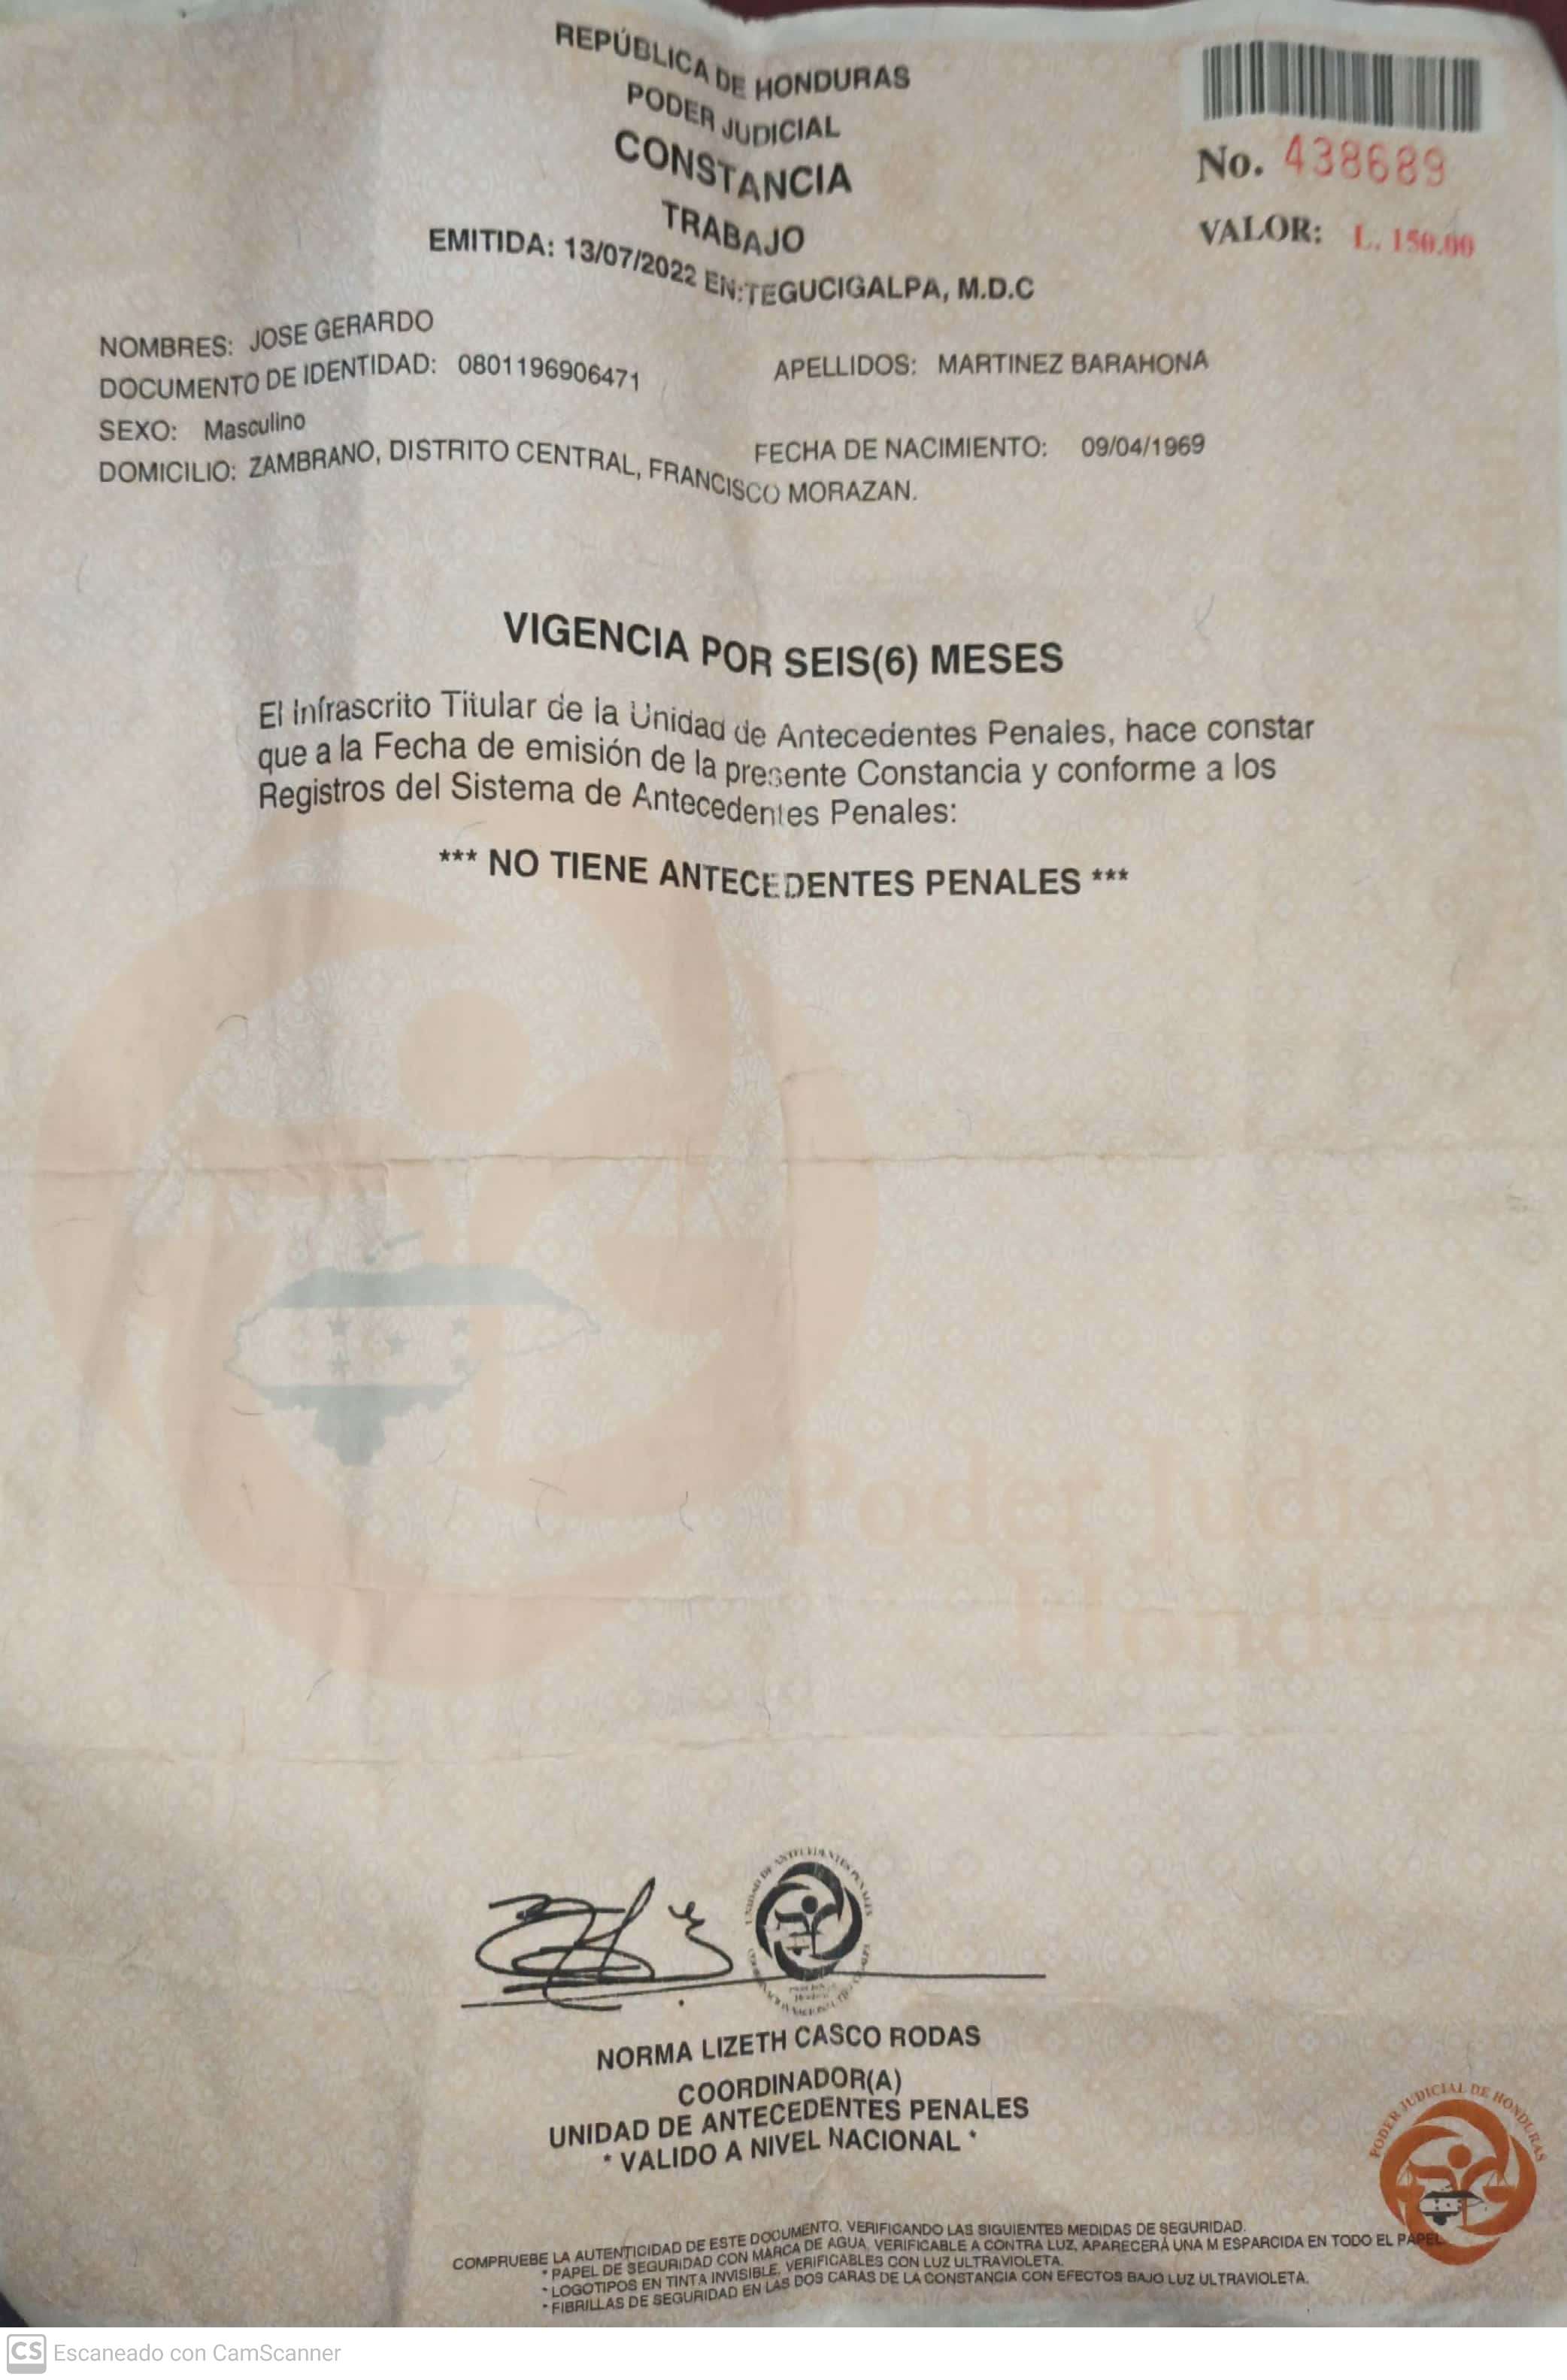 REPÚBLICA DE HONDURAS
PODER JUDICIAL
CONSTANCIA
TRABAJO
EMITIDA: 13/07/2022 EN:TEGUCIGALPA, M.D.C
No. 438689
VALOR: L. 150.00
NOMBRES: JOSE GERARDO
APELLIDOS: MARTINEZ BARAHONA
DOCUMENTO DE IDENTIDAD: 0801196906471
SEXO: Masculino
FECHA DE NACIMIENTO: 09/04/1969
DOMICILIO: ZAMBRANO, DISTRITO CENTRAL, FRANCISCO MORAZAN.
VIGENCIA POR SEIS(6) MESES
El Infrascrito Titular de la Unidad de Antecedentes Penales, hace constar
que a la Fecha de emisión de la presente Constancia y conforme a los
Registros del Sistema de Antecedentes Penales:
*** NO TIENE ANTECEDENTES PENALES ***
Poder Judicial
Honduras
UNIDAD DE ANTECEDENTES PENALES
NORMA LIZETH CASCO RODAS
COORDINADOR(A)
UNIDAD DE ANTECEDENTES PENALES
* VALIDO A NIVEL NACIONAL *
PODER JUDICIAL DE HONDURAS
COMPRUEBE LA AUTENTICIDAD DE ESTE DOCUMENTO, VERIFICANDO LAS SIGUIENTES MEDIDAS DE SEGURIDAD.
* PAPEL DE SEGURIDAD CON MARCA DE AGUA, VERIFICABLE A CONTRA LUZ, APARECERÁ UNA M ESPARCIDA EN TODO EL PAPEL
* LOGOTIPOS EN TINTA INVISIBLE, VERIFICABLES CON LUZ ULTRAVIOLETA.
* FIBRILLAS DE SEGURIDAD EN LAS DOS CARAS DE LA CONSTANCIA CON EFECTOS BAJO LUZ ULTRAVIOLETA.
CS Escaneado con CamScanner